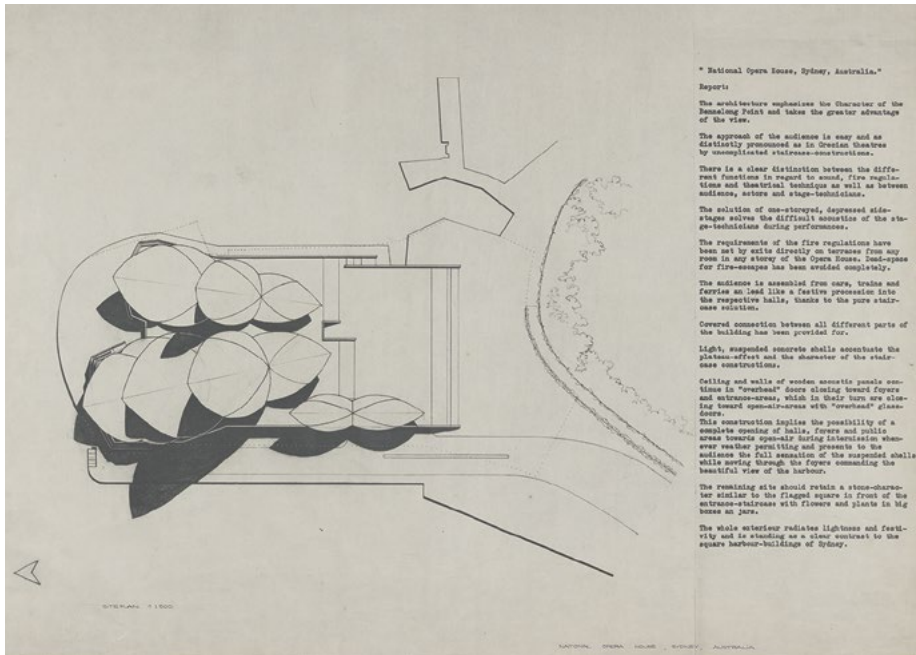 " National Opera House, Sydney, Australia."
Report:
The architecture emphasizes the Character of the
Bennelong Point and takes the greater advantage
of the view.
The approach of the audience is easy and as
distinctly pronounced as in Grecian theatres
by uncomplicated staircase-constructions.
There is a clear distinction between the diffe-
rent functions in regard to sound, fire regula-
tions and theatrical technique as well as between
audience, actors and stage-technicians.
The solution of one-storeyed, depressed side-
stages solves the difficult acoustics of the sta-
ge-technicians during performances.
The requirements of the fire regulations have
been met by exits directly on terraces from any
room in any storey of the Opera House. Dead-space
for fire-escapes has been avoided completely.
The audience is assembled from cars, trains and
ferries an lead like a festive procession into
the respective halls, thanks to the pure stair-
case solution.
Covered connection between all different parts of
the building has been provided for.
Light, suspended concrete shells accentuate the
plateau-effect and the character of the stair-
case constructions.
Ceiling and walls of wooden acoustic panels con-
tinue in "overhead" doors closing toward foyers
and entrance-areas, which in their turn are clos-
ing toward open-air-areas with "overhead" glass-
doors.
This construction implies the possibility of a
complete opening of halls, foyers and public
areas towards open-air during intermission when-
ever weather permitting and presents to the
audience the full sensation of the suspended shells
while moving through the foyers commanding the
beautiful view of the harbour.
The remaining site should retain a stone-charac-
ter similar to the flagged square in front of the
entrance-staircase with flowers and plants in big
boxes an jars.
The whole exterieur radiates lightness and festi-
vity and is standing as a clear contrast to the
square harbour-buildings of Sydney.
NATIONAL OPERA HOUSE , SYDNEY, AUSTRALIA